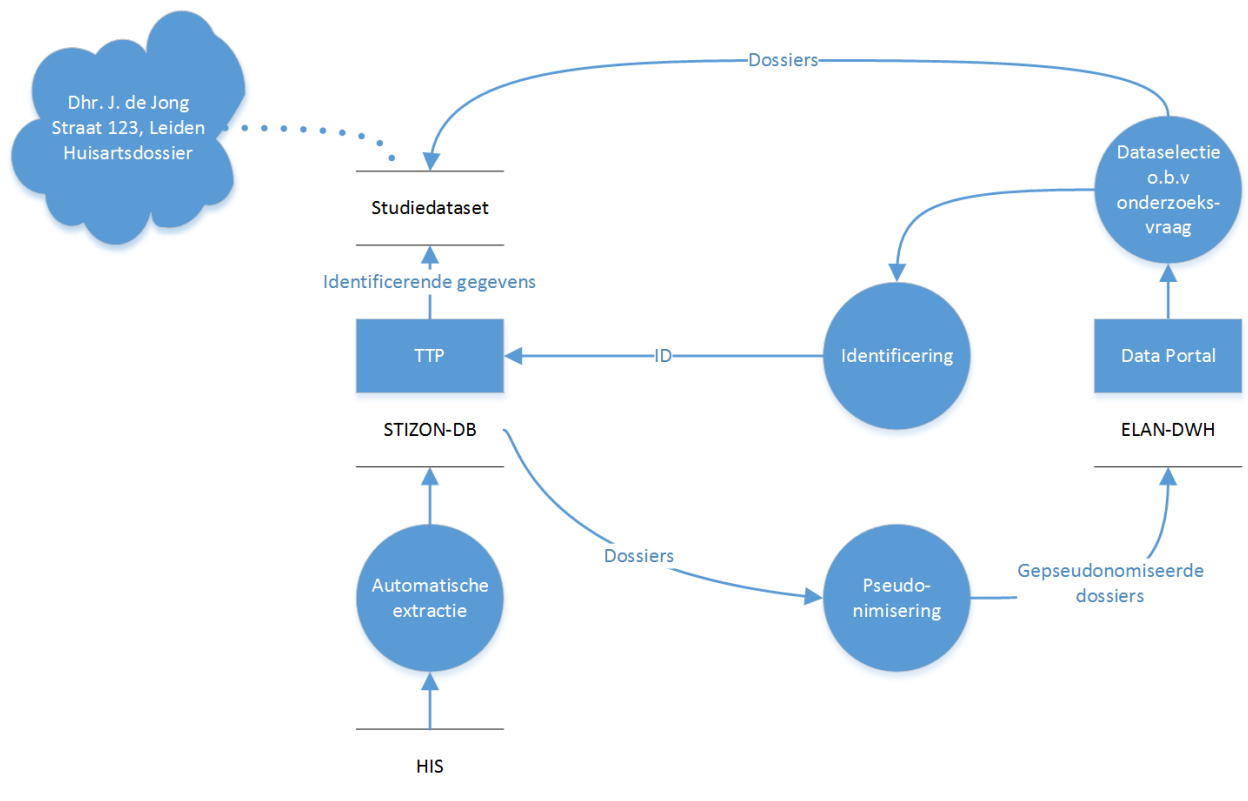 Dossiers
Dhr. J. de Jong
Straat 123, Leiden
Huisartsdossier
Dataselectie
o.b.v
onderzoeks-
vraag
Studiedataset
Identificerende gegevens
TTP
ID
Identificering
Data Portal
STIZON-DB
ELAN-DWH
Dossiers
Automatische
extractie
Pseudo-
nimisering
Gepseudonomiseerde
dossiers
HIS